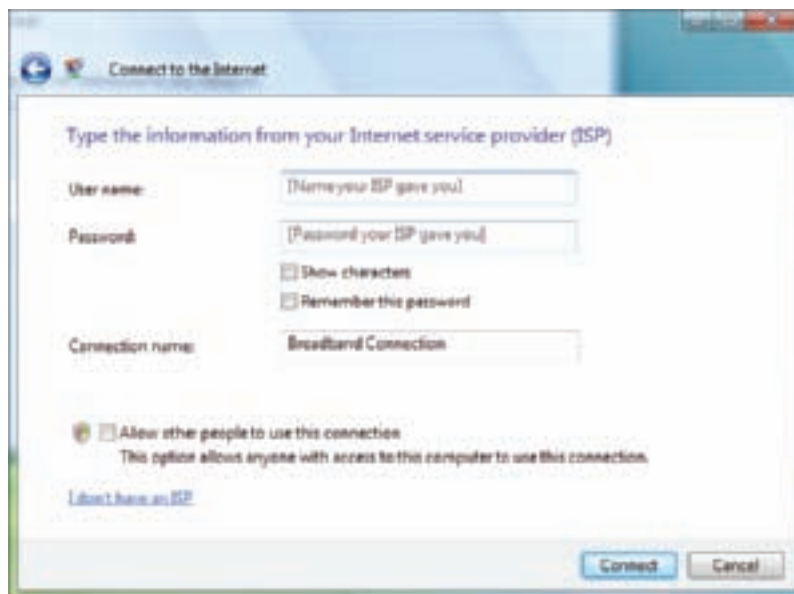 Connect to the Internet
Type the information from your Internet service provider (ISP)
User name:
[Name your ISP gave you]
Password:
[Password your ISP gave you]
Show characters
Remember this password
Connection name:
Broadband Connection
Allow other people to use this connection
This option allows anyone with access to this computer to use this connection.
I don't have an ISP
Connect
Cancel